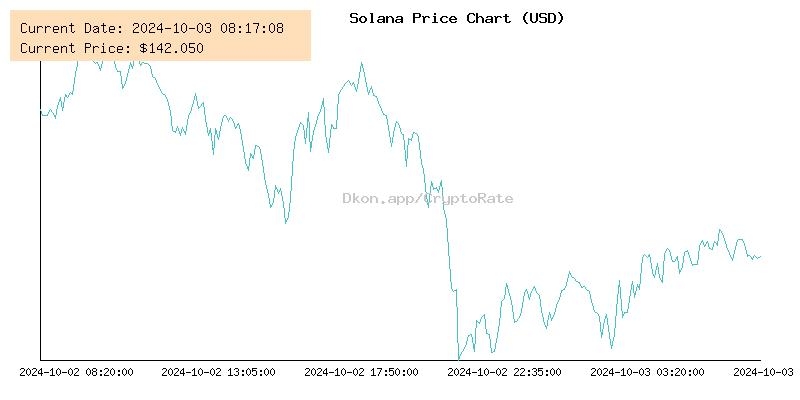 Solana Price Chart (USD)
Current Date: 2024-10-03 08:17:08
Current Price: $142.050
Dkon.app/CryptoRate
2024-10-02 08:20:00 2024-10-02 13:05:00 2024-10-02 17:50:00 2024-10-02 22:35:00 2024-10-03 03:20:00 2024-10-03